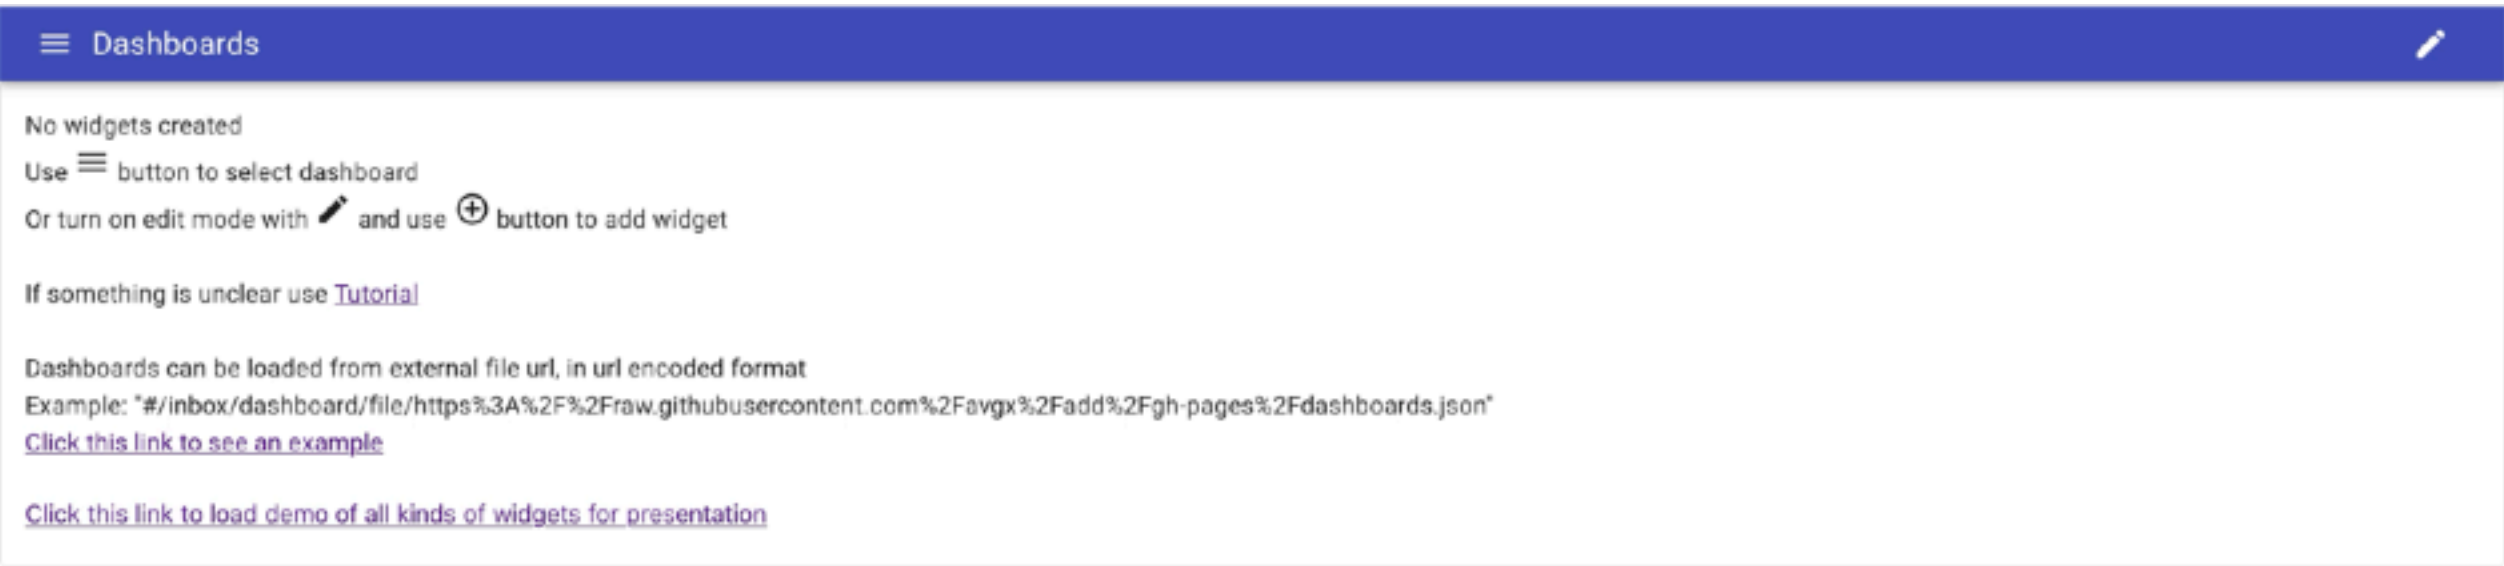 Dashboards
No widgets created
Use button to select dashboard
Or turn on edit mode with and use button to add widget
If something is unclear use Tutorial
Dashboards can be loaded from external file url, in url encoded format
Example: "#/inbox/dashboard/file/https%3A%2F%2Fraw.githubusercontent.com%2Favgx%2Fadd%2Fgh-pages%2Fdashboards.json"
Click this link to see an example
Click this link to load demo of all kinds of widgets for presentation